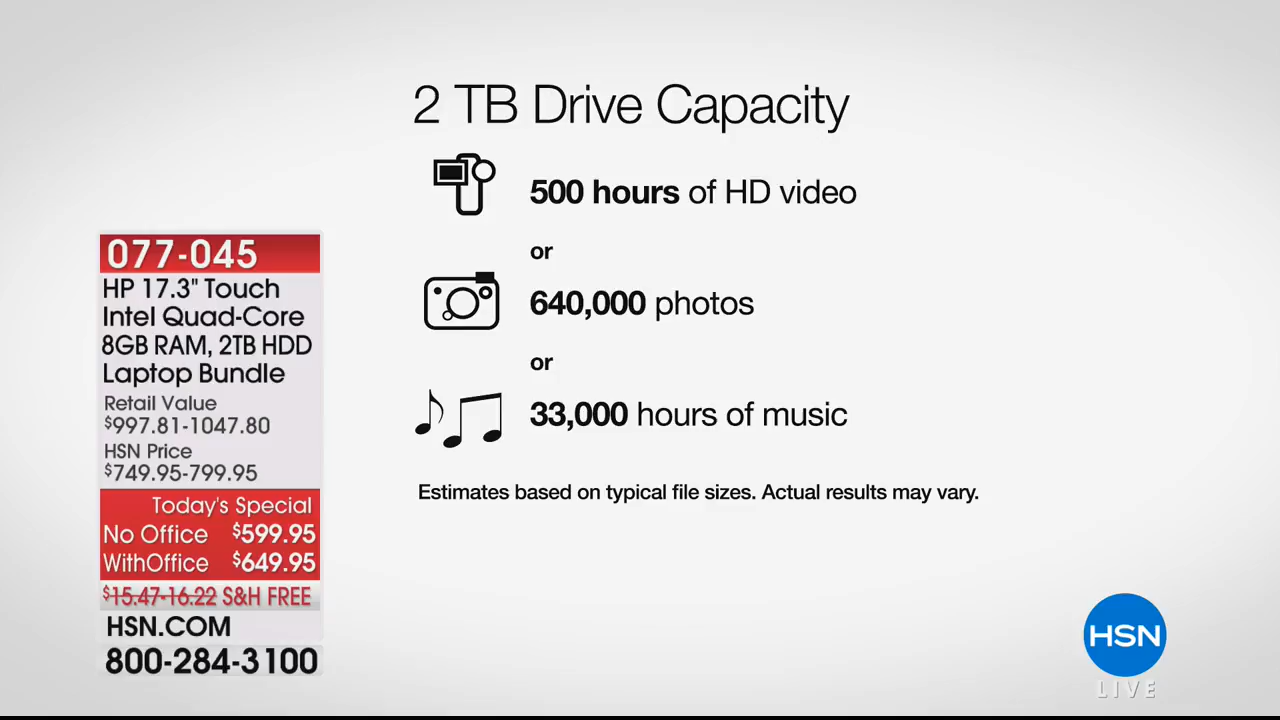 2 TB Drive Capacity
500 hours of HD video
or
640,000 photos
or
33,000 hours of music
Estimates based on typical file sizes. Actual results may vary.
077-045
HP 17.3" Touch
Intel Quad-Core
8GB RAM, 2TB HDD
Laptop Bundle
Retail Value
$997.81-1047.80
HSN Price
$749.95-799.95
Today's Special
No Office $599.95
WithOffice $649.95
$15.47-16.22 S&H FREE
HSN.COM
800-284-3100
HSN
LIVE